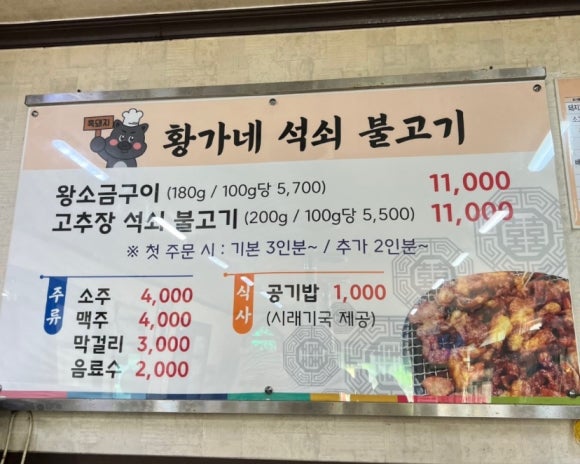 흑돼지
황가네 석쇠 불고기
왕소금구이 (180g / 100g당 5,700) 11,000
고추장 석쇠 불고기 (200g / 100g당 5,500) 11,000
※ 첫 주문 시 : 기본 3인분~ / 추가 2인분~
주류
소주 4,000
맥주 4,000
막걸리 3,000
음료수 2,000
식사
공기밥 1,000
(시래기국 제공)